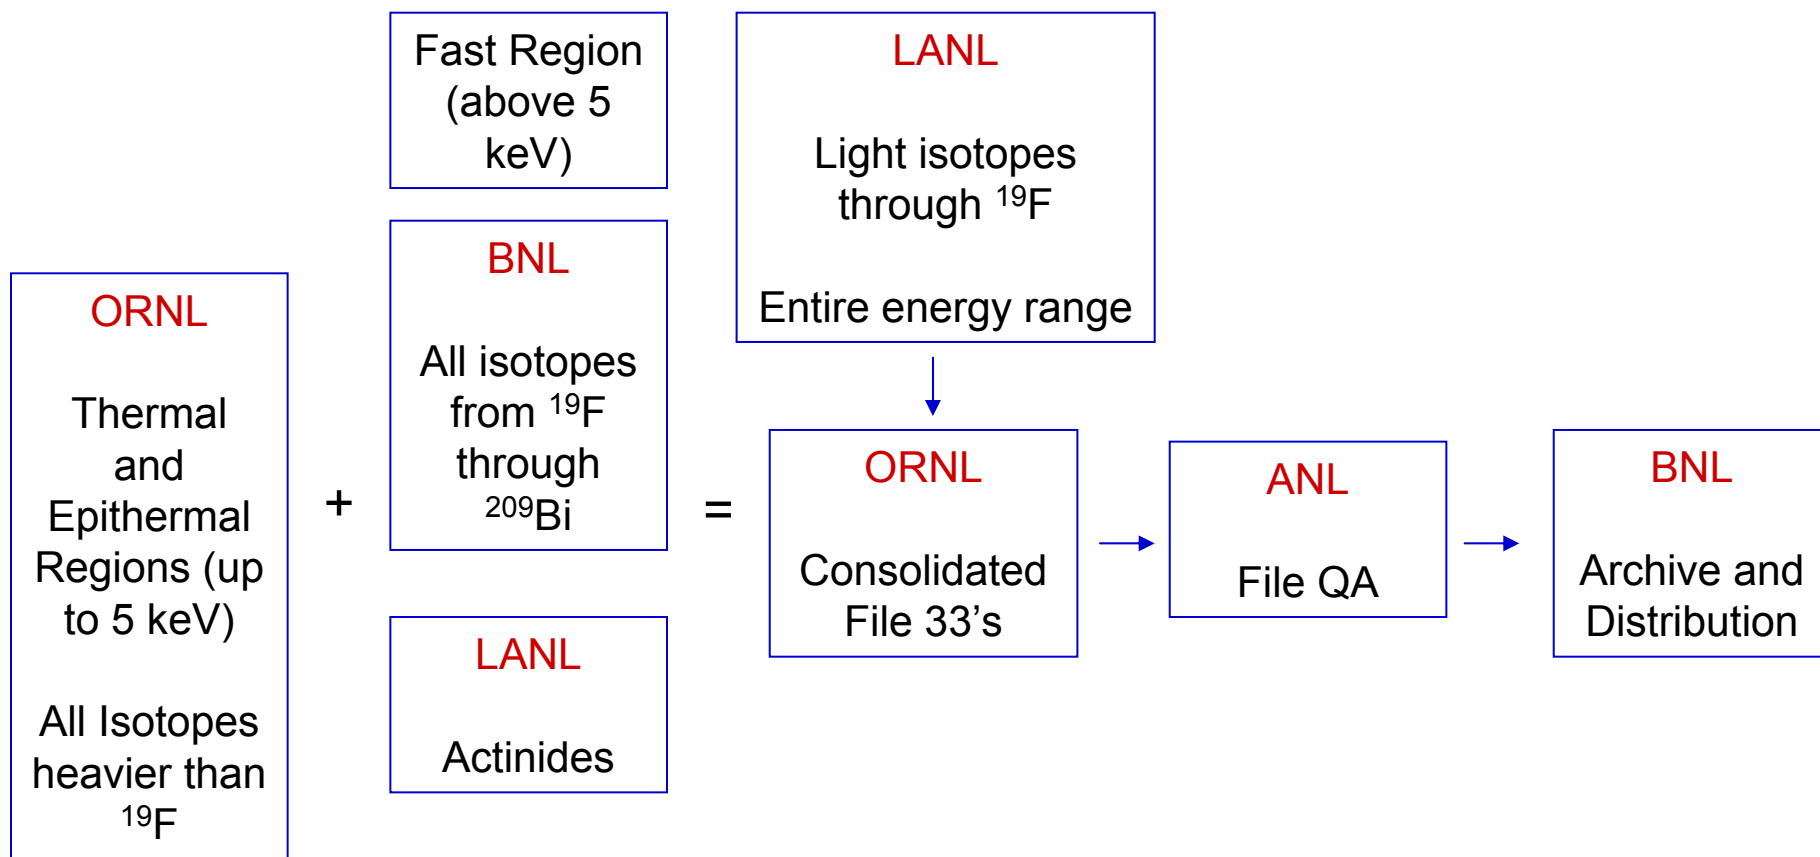 ORNL
Thermal
and
Epithermal
Regions (up
to 5 keV)
All Isotopes
heavier than
¹⁹F
+
Fast Region
(above 5
keV)
BNL
All isotopes
from ¹⁹F
through
²⁰⁹Bi
LANL
Actinides
=
LANL
Light isotopes
through ¹⁹F
Entire energy range
ORNL
Consolidated
File 33’s
ANL
File QA
BNL
Archive and
Distribution